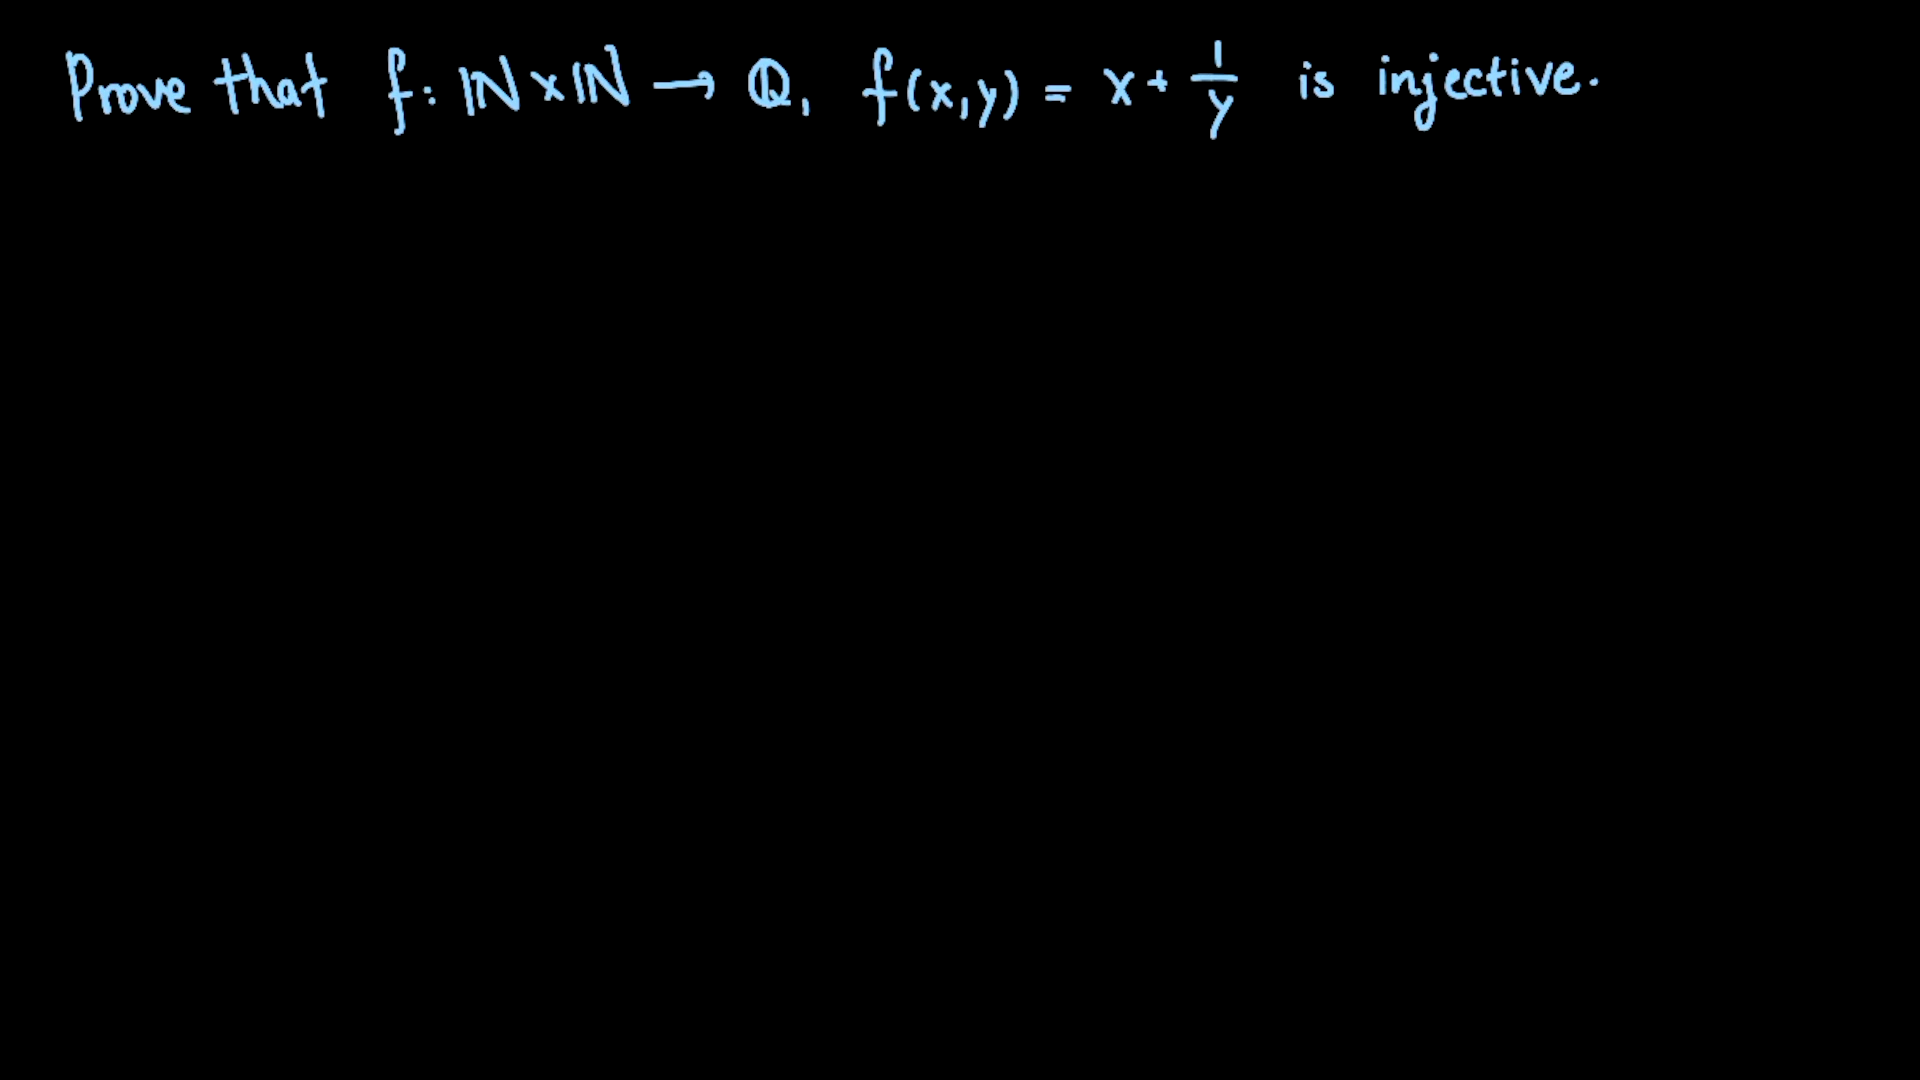 Prove that f: ℕ×ℕ → ℚ, f(x,y) = x + 1/y is injective.